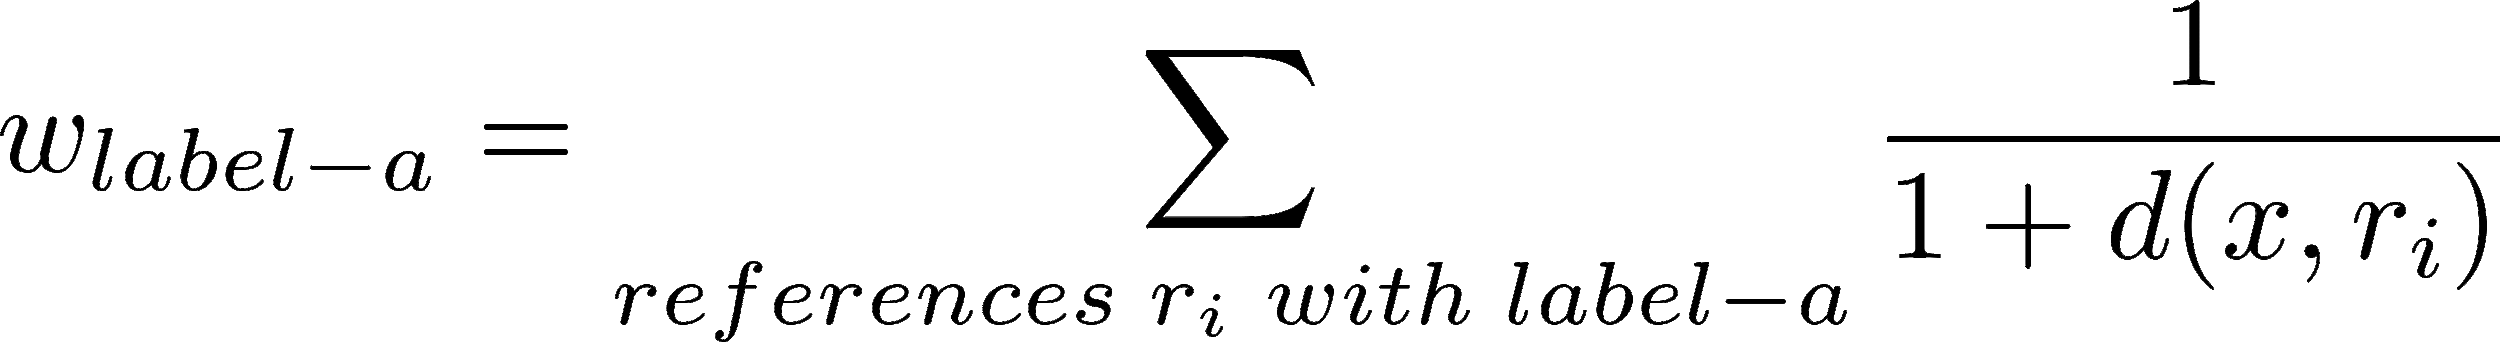 w_{label-a} = \sum_{references\ r_i\ with\ label-a} \frac{1}{1 + d(x, r_i)}